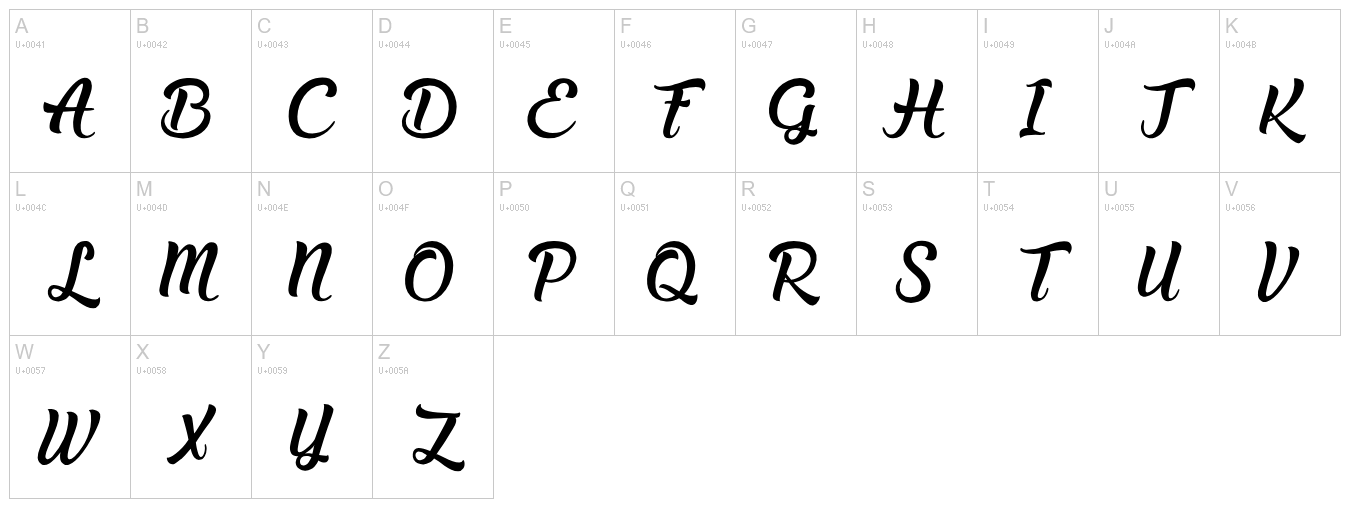 A B C D E F G H I J K
U+0041 U+0042 U+0043 U+0044 U+0045 U+0046 U+0047 U+0048 U+0049 U+004A U+004B
A B C D E F G H I J K
L M N O P Q R S T U V
U+004C U+004D U+004E U+004F U+0050 U+0051 U+0052 U+0053 U+0054 U+0055 U+0056
L M N O P Q R S T U V
W X Y Z
U+0057 U+0058 U+0059 U+005A
W X Y Z